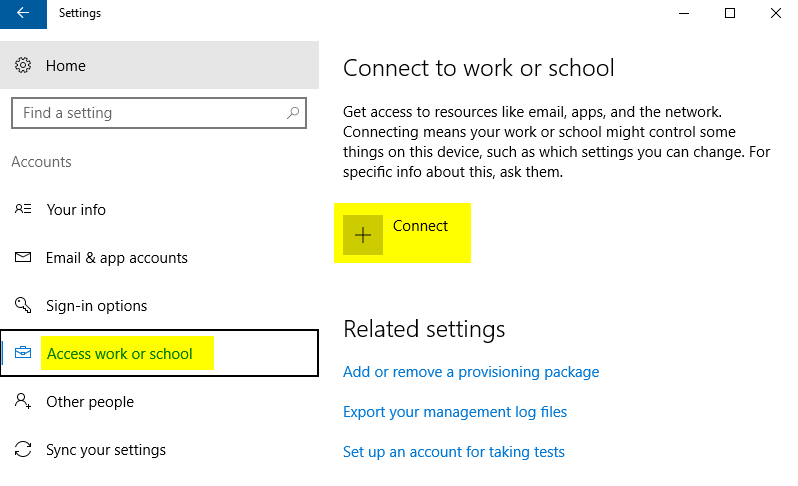 Settings
Home
Find a setting
Accounts
Your info
Email & app accounts
Sign-in options
Access work or school
Other people
Sync your settings
Connect to work or school
Get access to resources like email, apps, and the network.
Connecting means your work or school might control some
things on this device, such as which settings you can change. For
specific info about this, ask them.
Connect
Related settings
Add or remove a provisioning package
Export your management log files
Set up an account for taking tests